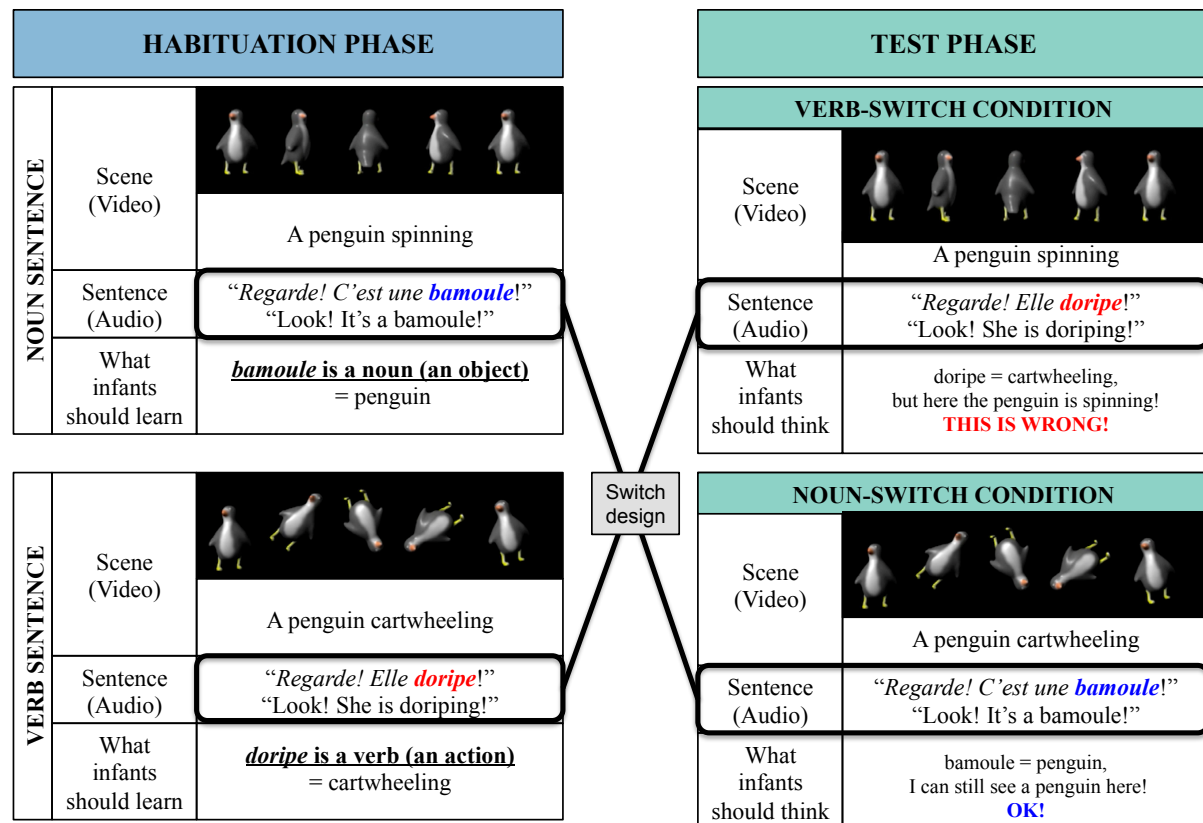 HABITUATION PHASE
NOUN SENTENCE
Scene
(Video)
A penguin spinning
Sentence
(Audio)
“Regarde! C’est une bamoule!”
“Look! It’s a bamoule!”
What
infants
should learn
bamoule is a noun (an object)
= penguin
VERB SENTENCE
Scene
(Video)
A penguin cartwheeling
Sentence
(Audio)
“Regarde! Elle doripe!”
“Look! She is doriping!”
What
infants
should learn
doripe is a verb (an action)
= cartwheeling
Switch
design
TEST PHASE
VERB-SWITCH CONDITION
Scene
(Video)
A penguin spinning
Sentence
(Audio)
“Regarde! Elle doripe!”
“Look! She is doriping!”
What
infants
should think
doripe = cartwheeling,
but here the penguin is spinning!
THIS IS WRONG!
NOUN-SWITCH CONDITION
Scene
(Video)
A penguin cartwheeling
Sentence
(Audio)
“Regarde! C’est une bamoule!”
“Look! It’s a bamoule!”
What
infants
should think
bamoule = penguin,
I can still see a penguin here!
OK!